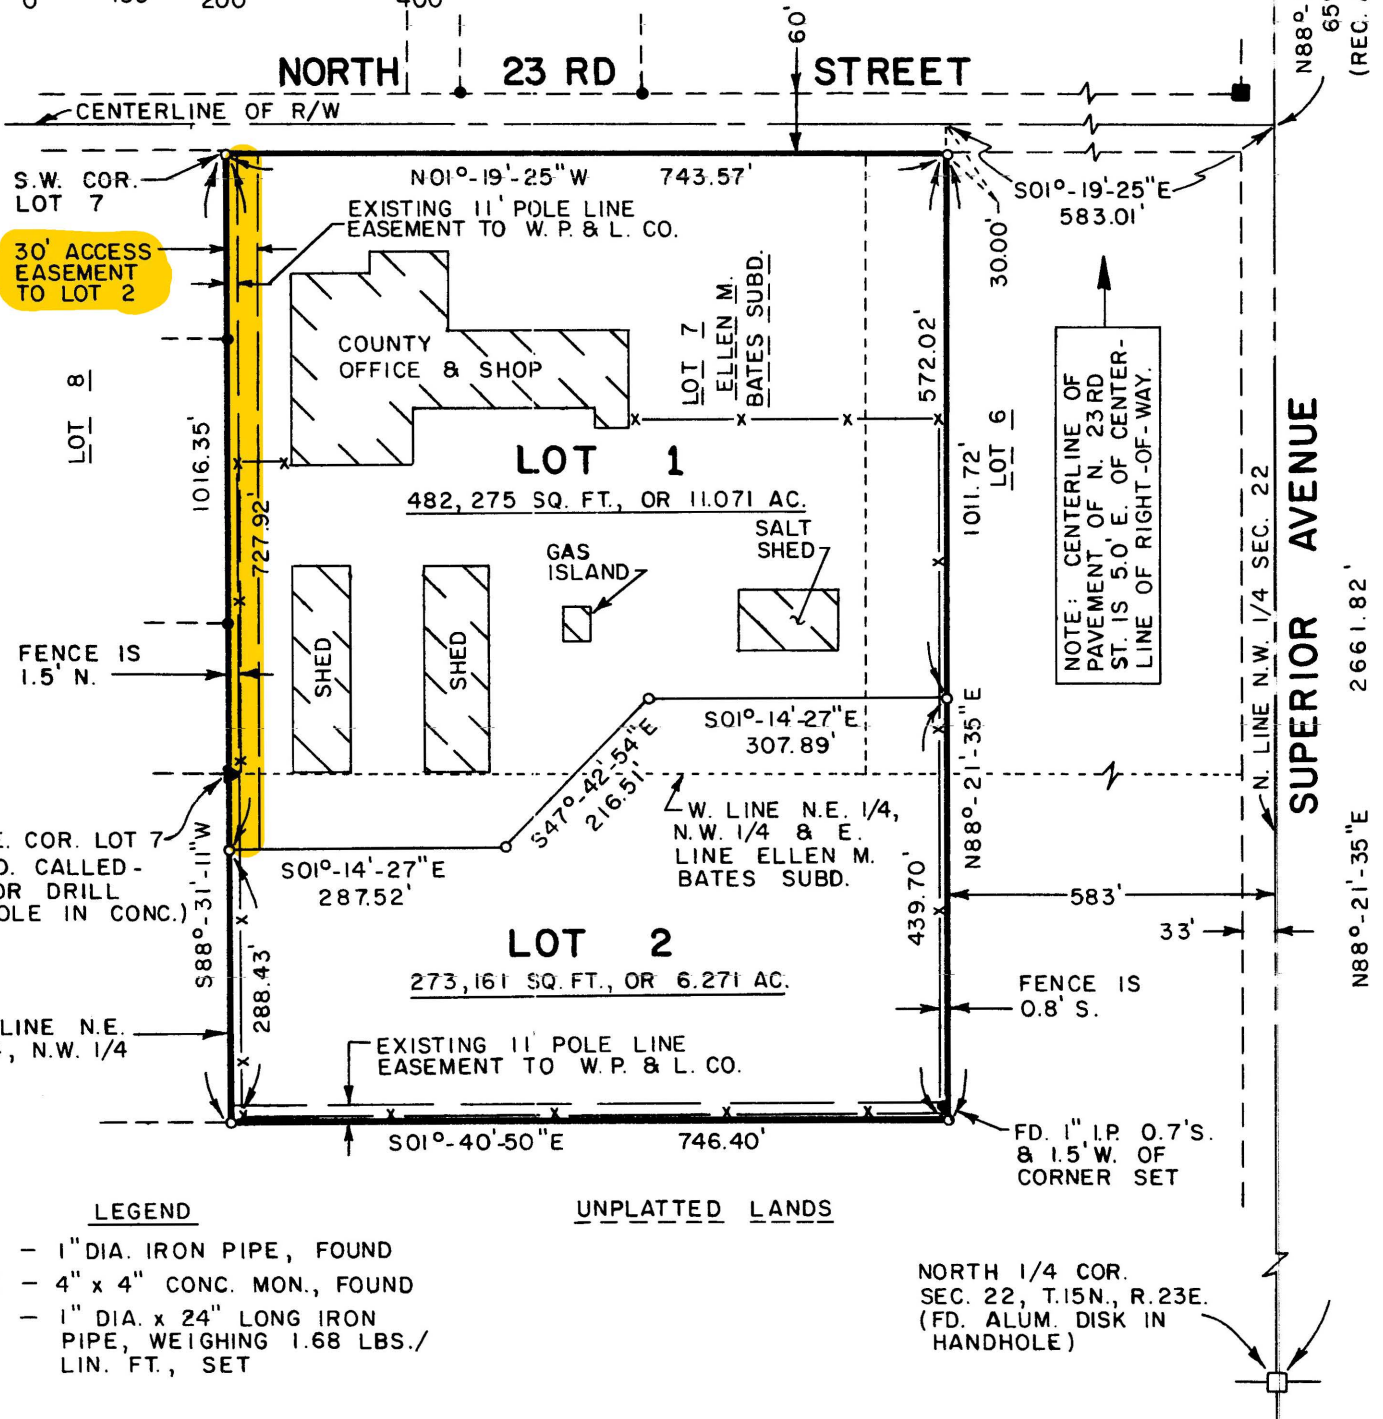 0 200 400
NORTH 23 RD STREET
60'
N88°-
(REC.
CENTERLINE OF R/W
S.W. COR.
LOT 7
N01°-19'-25"W 743.57'
S01°-19'-25"E
583.01'
30.00'
EXISTING 11' POLE LINE
EASEMENT TO W. P. & L. CO.
30' ACCESS
EASEMENT
TO LOT 2
COUNTY
OFFICE & SHOP
LOT 7
ELLEN M.
BATES SUBD.
572.02'
LOT 8
1016.35'
727.92'
LOT 1
482,275 SQ. FT., OR 11.071 AC.
1011.72'
LOT 6
NOTE: CENTERLINE OF
PAVEMENT OF N. 23 RD
ST. IS 5.0' E. OF CENTER-
LINE OF RIGHT-OF-WAY.
N. LINE N.W. 1/4 SEC. 22
SUPERIOR AVENUE
2661.82'
N88°-21'-35"E
GAS
ISLAND
SALT
SHED
SHED
SHED
FENCE IS
1.5' N.
S01°-14'-27"E
307.89'
S47°-42'-54"E
216.51'
N88°-21'-35"E
W. LINE N.E. 1/4,
N.W. 1/4 & E.
LINE ELLEN M.
BATES SUBD.
E. COR. LOT 7
D. CALLED-
OR DRILL
OLE IN CONC.)
S88°-31'-11"W
S01°-14'-27"E
287.52'
439.70'
583'
33'
LOT 2
273,161 SQ. FT., OR 6.271 AC.
288.43'
FENCE IS
0.8' S.
LINE N.E.
, N.W. 1/4
EXISTING 11' POLE LINE
EASEMENT TO W. P. & L. CO.
S01°-40'-50"E 746.40'
FD. 1" I.P. 0.7'S.
& 1.5'W. OF
CORNER SET
LEGEND
UNPLATTED LANDS
- 1"DIA. IRON PIPE, FOUND
- 4" x 4" CONC. MON., FOUND
- 1" DIA. x 24" LONG IRON
PIPE, WEIGHING 1.68 LBS./
LIN. FT., SET
NORTH 1/4 COR.
SEC. 22, T.15N., R.23E.
(FD. ALUM. DISK IN
HANDHOLE)